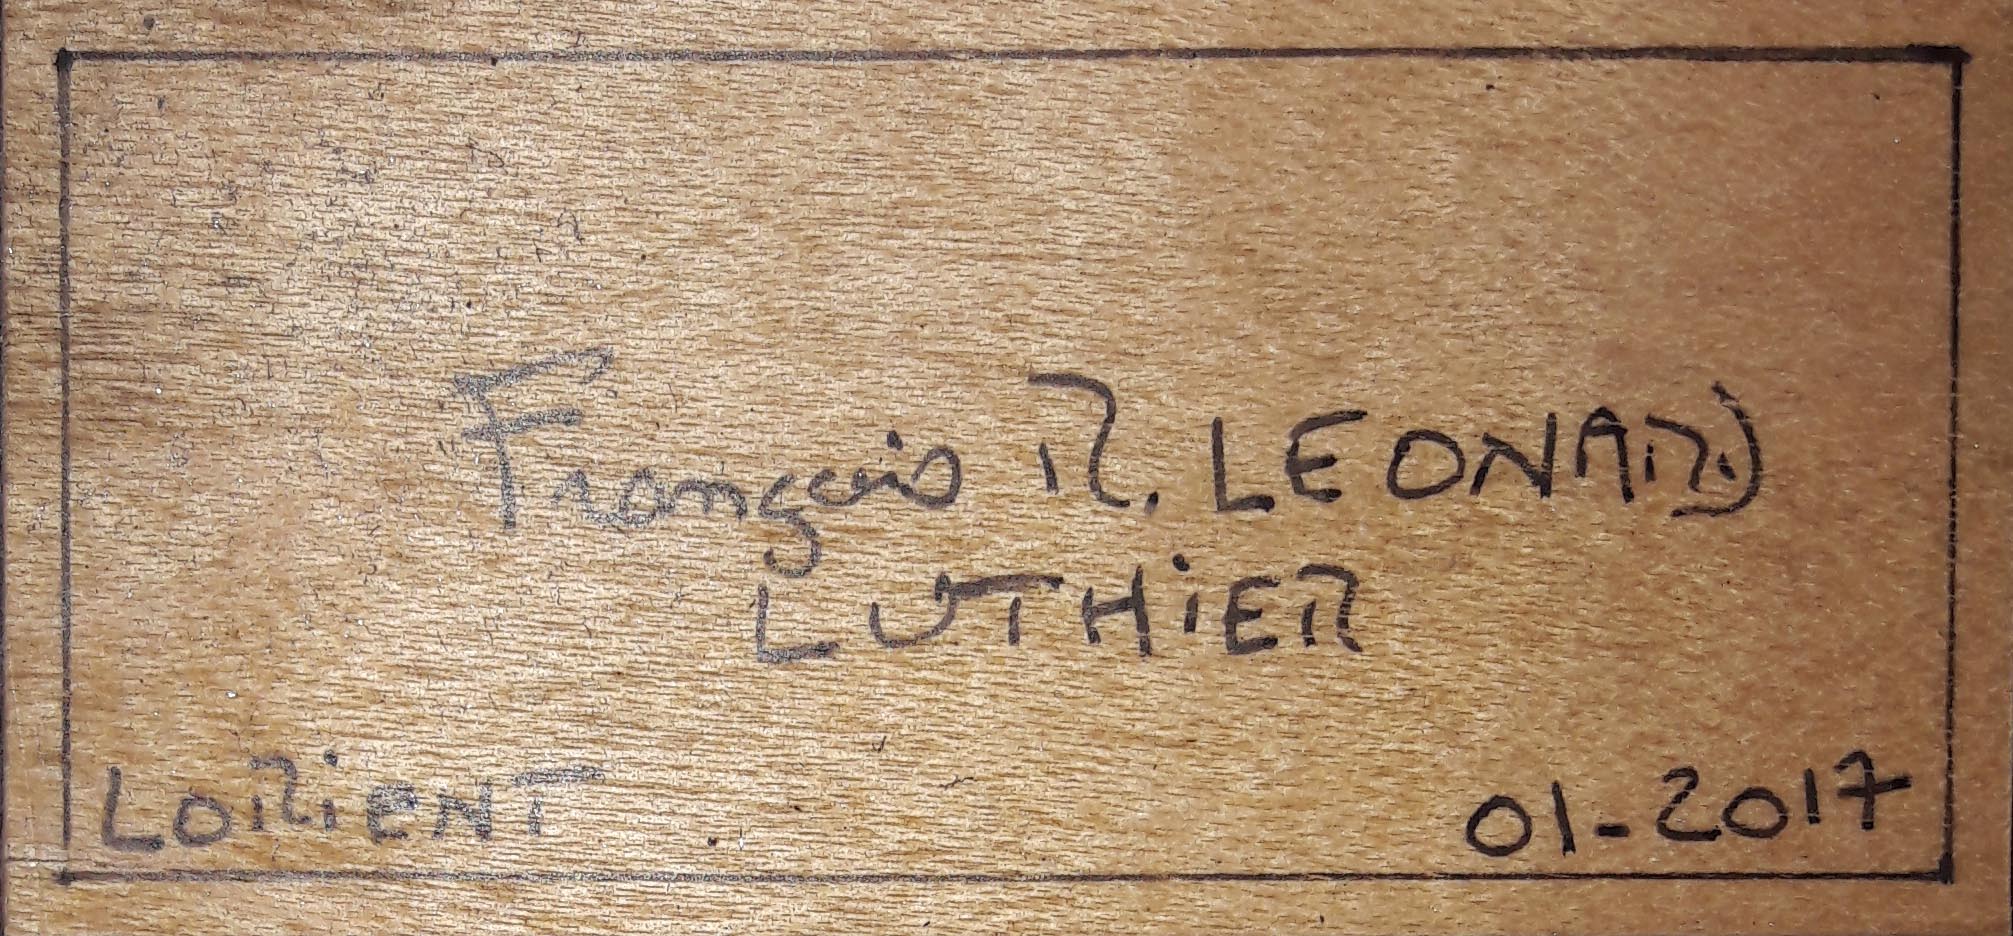 François R. LEONARD
LUTHiER
LORiENT
01-2017